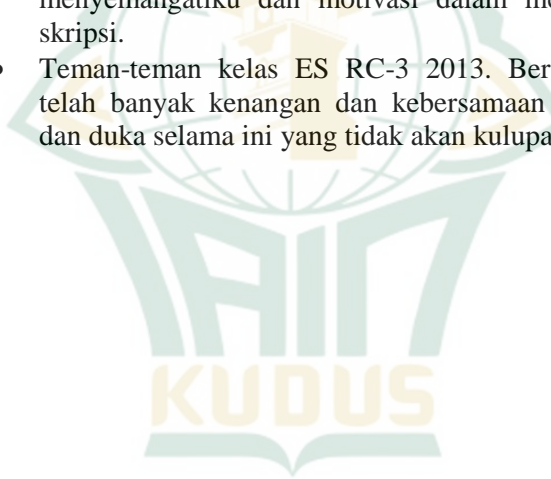 menyemangatiku dan motivasi dalam me
skripsi.
• Teman-teman kelas ES RC-3 2013. Ber
telah banyak kenangan dan kebersamaan
dan duka selama ini yang tidak akan kulupa
IAIN
KUDUS